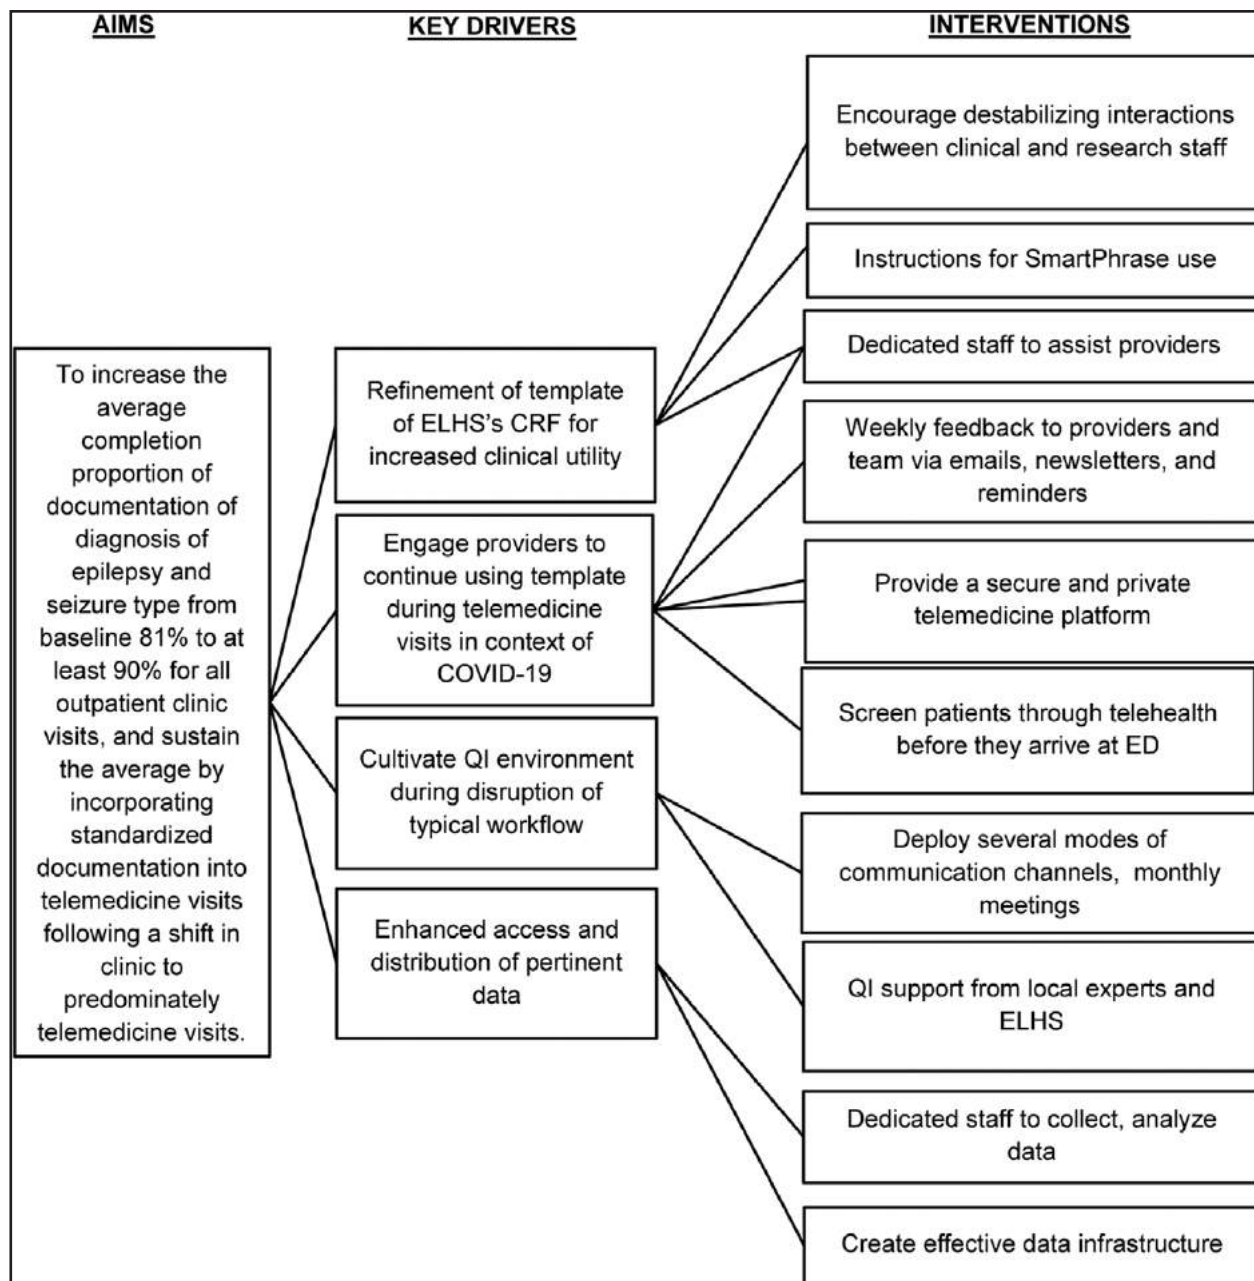 AIMS
KEY DRIVERS
INTERVENTIONS
To increase the
average
completion
proportion of
documentation of
diagnosis of
epilepsy and
seizure type from
baseline 81% to at
least 90% for all
outpatient clinic
visits, and sustain
the average by
incorporating
standardized
documentation into
telemedicine visits
following a shift in
clinic to
predominately
telemedicine visits.
Refinement of template
of ELHS's CRF for
increased clinical utility
Engage providers to
continue using template
during telemedicine
visits in context of
COVID-19
Cultivate QI environment
during disruption of
typical workflow
Enhanced access and
distribution of pertinent
data
Encourage destabilizing interactions
between clinical and research staff
Instructions for SmartPhrase use
Dedicated staff to assist providers
Weekly feedback to providers and
team via emails, newsletters, and
reminders
Provide a secure and private
telemedicine platform
Screen patients through telehealth
before they arrive at ED
Deploy several modes of
communication channels, monthly
meetings
QI support from local experts and
ELHS
Dedicated staff to collect, analyze
data
Create effective data infrastructure